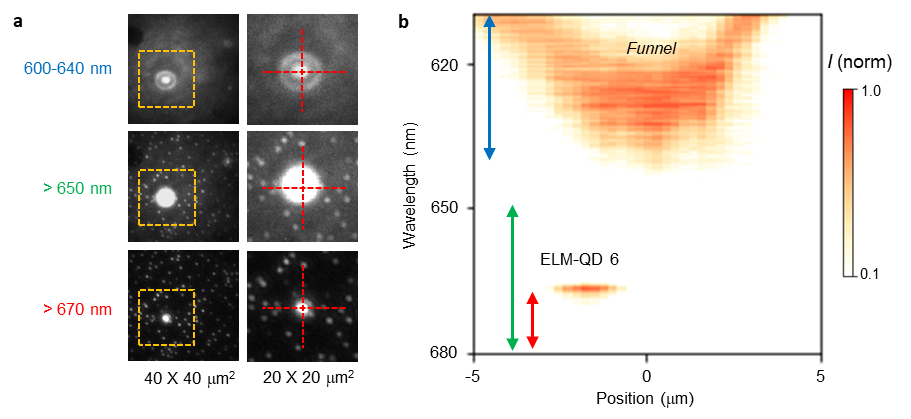 a
600-640 nm
> 650 nm
> 670 nm
40 X 40 μm²
20 X 20 μm²
b
Funnel
620
650
680
Wavelength (nm)
ELM-QD 6
-5
0
5
Position (μm)
I (norm)
1.0
0.1